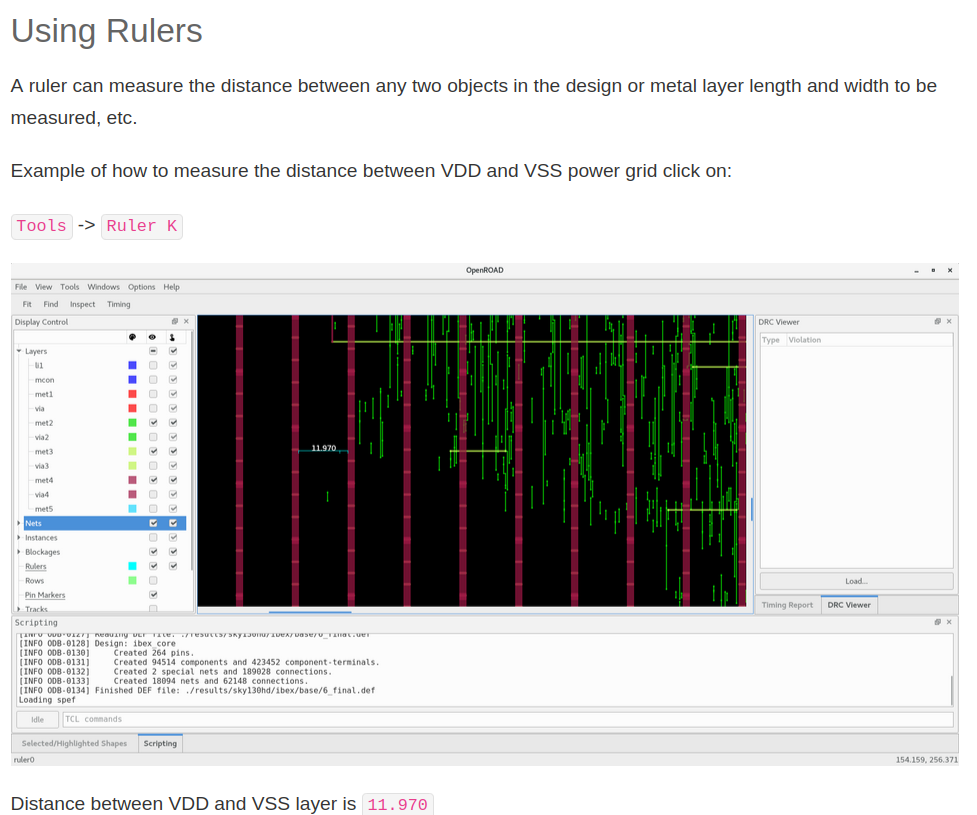 Using Rulers
A ruler can measure the distance between any two objects in the design or metal layer length and width to be
measured, etc.
Example of how to measure the distance between VDD and VSS power grid click on:
Tools -> Ruler K
OpenROAD
File View Tools Windows Options Help
Fit Find Inspect Timing
Display Control
Layers
li1
mcon
met1
via
met2
via2
met3
via3
met4
via4
met5
Nets
Instances
Blockages
Rulers
Rows
Pin Markers
Tracks
11.970
DRC Viewer
Type Violation
Load...
Timing Report DRC Viewer
Scripting
[INFO ODB-0127] Reading DEF file: ./results/sky130hd/ibex/base/6_final.def
[INFO ODB-0128] Design: ibex_core
[INFO ODB-0130] Created 264 pins.
[INFO ODB-0131] Created 94514 components and 423452 component-terminals.
[INFO ODB-0132] Created 2 special nets and 189028 connections.
[INFO ODB-0133] Created 18094 nets and 62148 connections.
[INFO ODB-0134] Finished DEF file: ./results/sky130hd/ibex/base/6_final.def
Loading spef
Idle TCL commands
Selected/Highlighted Shapes Scripting
ruler0 154.159, 256.371
Distance between VDD and VSS layer is 11.970